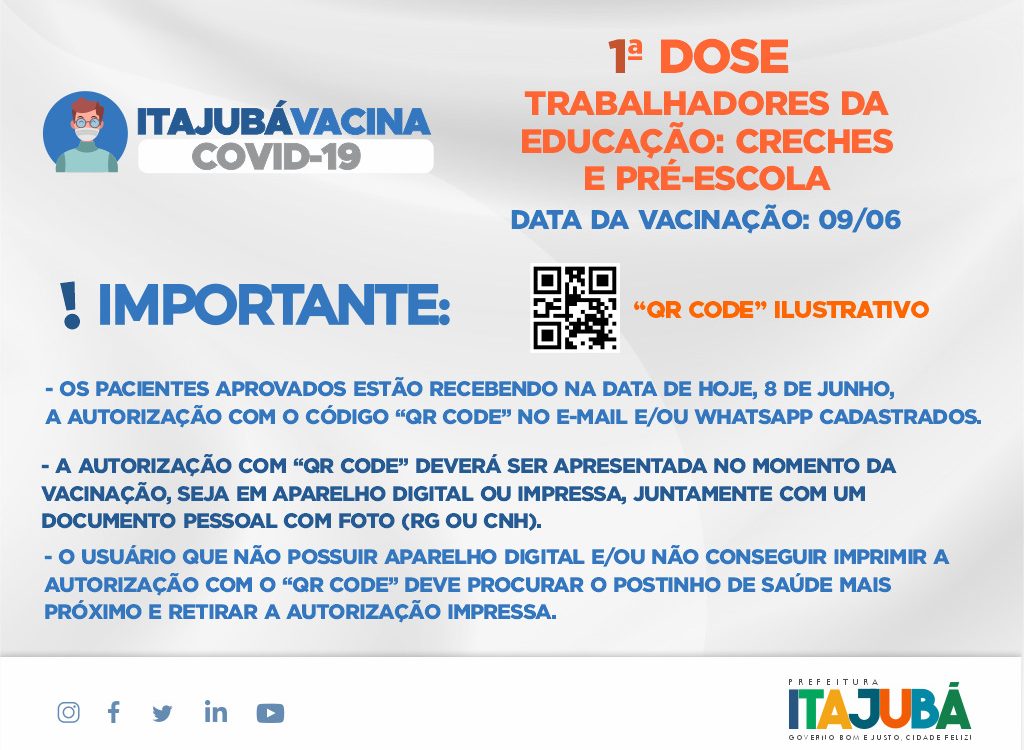 1ª DOSE
TRABALHADORES DA
EDUCAÇÃO: CRECHES
E PRÉ-ESCOLA
DATA DA VACINAÇÃO: 09/06
ITAJUBÁVACINA
COVID-19
! IMPORTANTE:
“QR CODE” ILUSTRATIVO
- OS PACIENTES APROVADOS ESTÃO RECEBENDO NA DATA DE HOJE, 8 DE JUNHO,
A AUTORIZAÇÃO COM O CÓDIGO “QR CODE” NO E-MAIL E/OU WHATSAPP CADASTRADOS.
- A AUTORIZAÇÃO COM “QR CODE” DEVERÁ SER APRESENTADA NO MOMENTO DA
VACINAÇÃO, SEJA EM APARELHO DIGITAL OU IMPRESSA, JUNTAMENTE COM UM
DOCUMENTO PESSOAL COM FOTO (RG OU CNH).
- O USUÁRIO QUE NÃO POSSUIR APARELHO DIGITAL E/OU NÃO CONSEGUIR IMPRIMIR A
AUTORIZAÇÃO COM O “QR CODE” DEVE PROCURAR O POSTINHO DE SAÚDE MAIS
PRÓXIMO E RETIRAR A AUTORIZAÇÃO IMPRESSA.
PREFEITURA
ITAJUBÁ
GOVERNO BOM E JUSTO, CIDADE FELIZ!